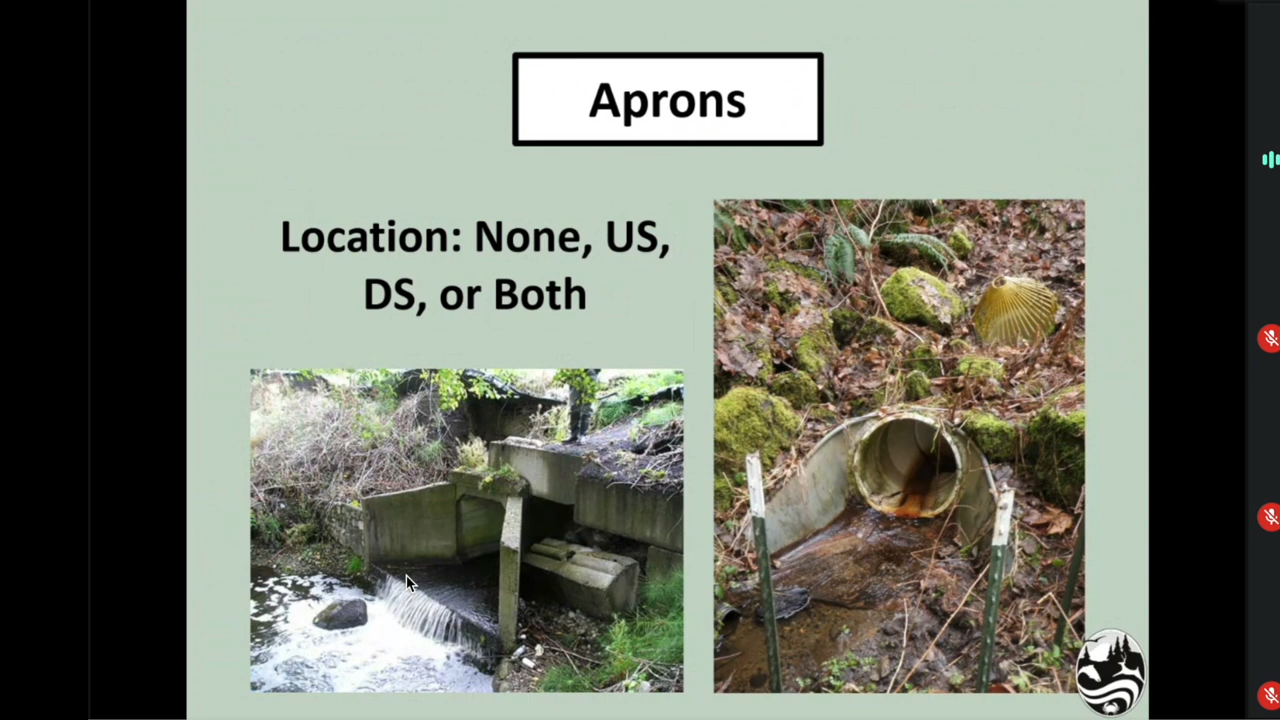 Aprons
Location: None, US,
DS, or Both